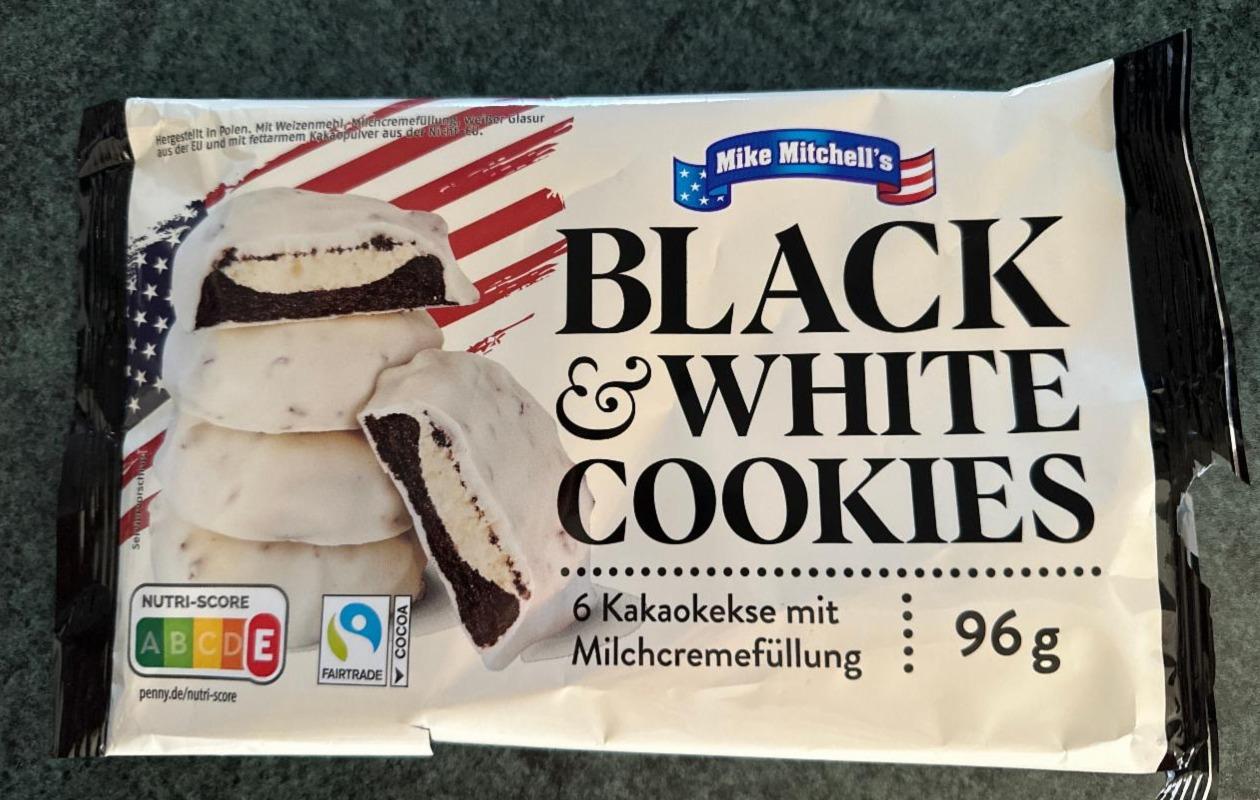 Hergestellt in Polen. Mit Weizenmehl, Milchcremefüllung, weißer Glasur
aus der EU und mit fettarmem Kakaopulver aus der Nicht-EU.
Mike Mitchell's
BLACK
& WHITE
COOKIES
6 Kakaokekse mit
Milchcremefüllung
96 g
Serviervorschlag
NUTRI-SCORE
A B C D E
penny.de/nutri-score
FAIRTRADE
COCOA